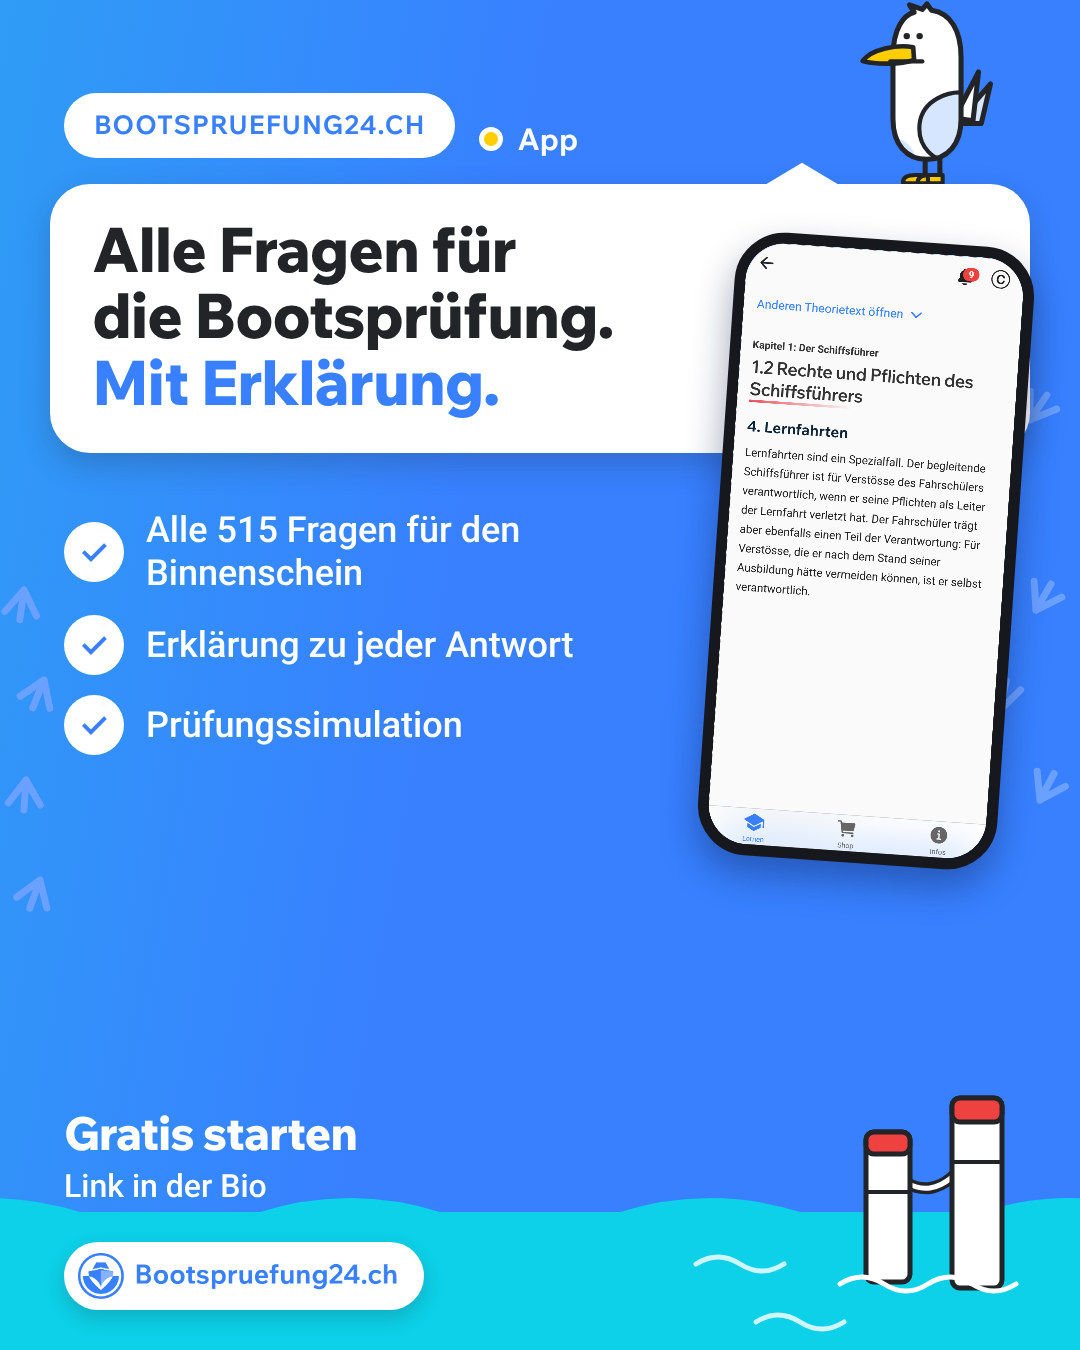 BOOTSPRUEFUNG24.CH
App
Alle Fragen für
die Bootsprüfung.
Mit Erklärung.
Alle 515 Fragen für den
Binnenschein
Erklärung zu jeder Antwort
Prüfungssimulation
9
C
Anderen Theorietext öffnen
Kapitel 1: Der Schiffsführer
1.2 Rechte und Pflichten des
Schiffsführers
4. Lernfahrten
Lernfahrten sind ein Spezialfall. Der begleitende
Schiffsführer ist für Verstösse des Fahrschülers
verantwortlich, wenn er seine Pflichten als Leiter
der Lernfahrt verletzt hat. Der Fahrschüler trägt
aber ebenfalls einen Teil der Verantwortung: Für
Verstösse, die er nach dem Stand seiner
Ausbildung hätte vermeiden können, ist er selbst
verantwortlich.
Lernen
Shop
Infos
Gratis starten
Link in der Bio
Bootspruefung24.ch